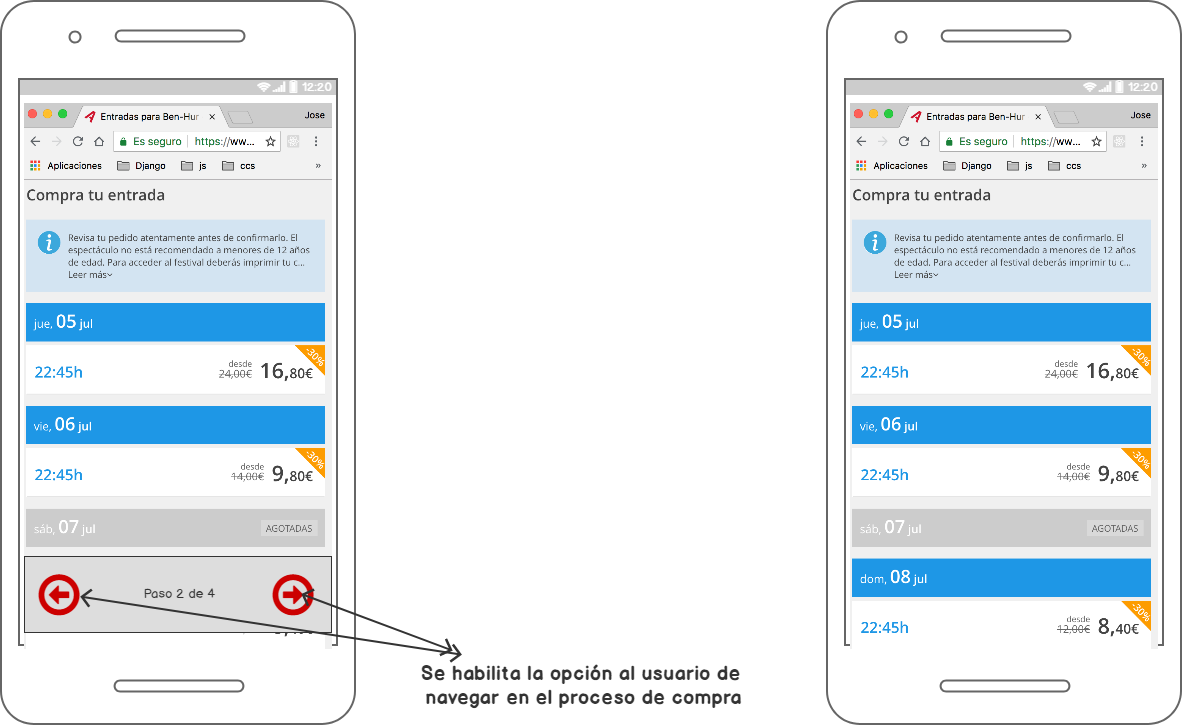 12:20
Entradas para Ben-Hur
Jose
Es seguro
https://ww...
Aplicaciones
Django
js
ccs
»
Compra tu entrada
Revisa tu pedido atentamente antes de confirmarlo. El
espectáculo no está recomendado a menores de 12 años
de edad. Para acceder al festival deberás imprimir tu c...
Leer más
jue, 05 jul
-30%
22:45h
desde
24,00€ 16,80€
vie, 06 jul
-30%
22:45h
desde
14,00€ 9,80€
sáb, 07 jul
AGOTADAS
Paso 2 de 4
Se habilita la opción al usuario de
navegar en el proceso de compra
12:20
Entradas para Ben-Hur
Jose
Es seguro
https://ww...
Aplicaciones
Django
js
ccs
»
Compra tu entrada
Revisa tu pedido atentamente antes de confirmarlo. El
espectáculo no está recomendado a menores de 12 años
de edad. Para acceder al festival deberás imprimir tu c...
Leer más
jue, 05 jul
-30%
22:45h
desde
24,00€ 16,80€
vie, 06 jul
-30%
22:45h
desde
14,00€ 9,80€
sáb, 07 jul
AGOTADAS
dom, 08 jul
-30%
22:45h
desde
12,00€ 8,40€